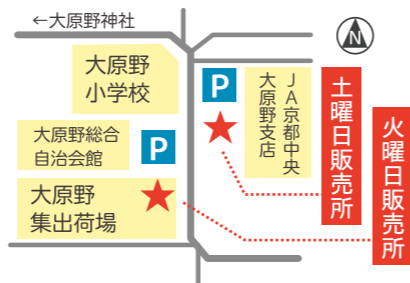 ←大原野神社
N
大原野
小学校
P
JA京都中央
大原野支店
土曜日販売所
火曜日販売所
大原野総合
自治会館
P
大原野
集出荷場